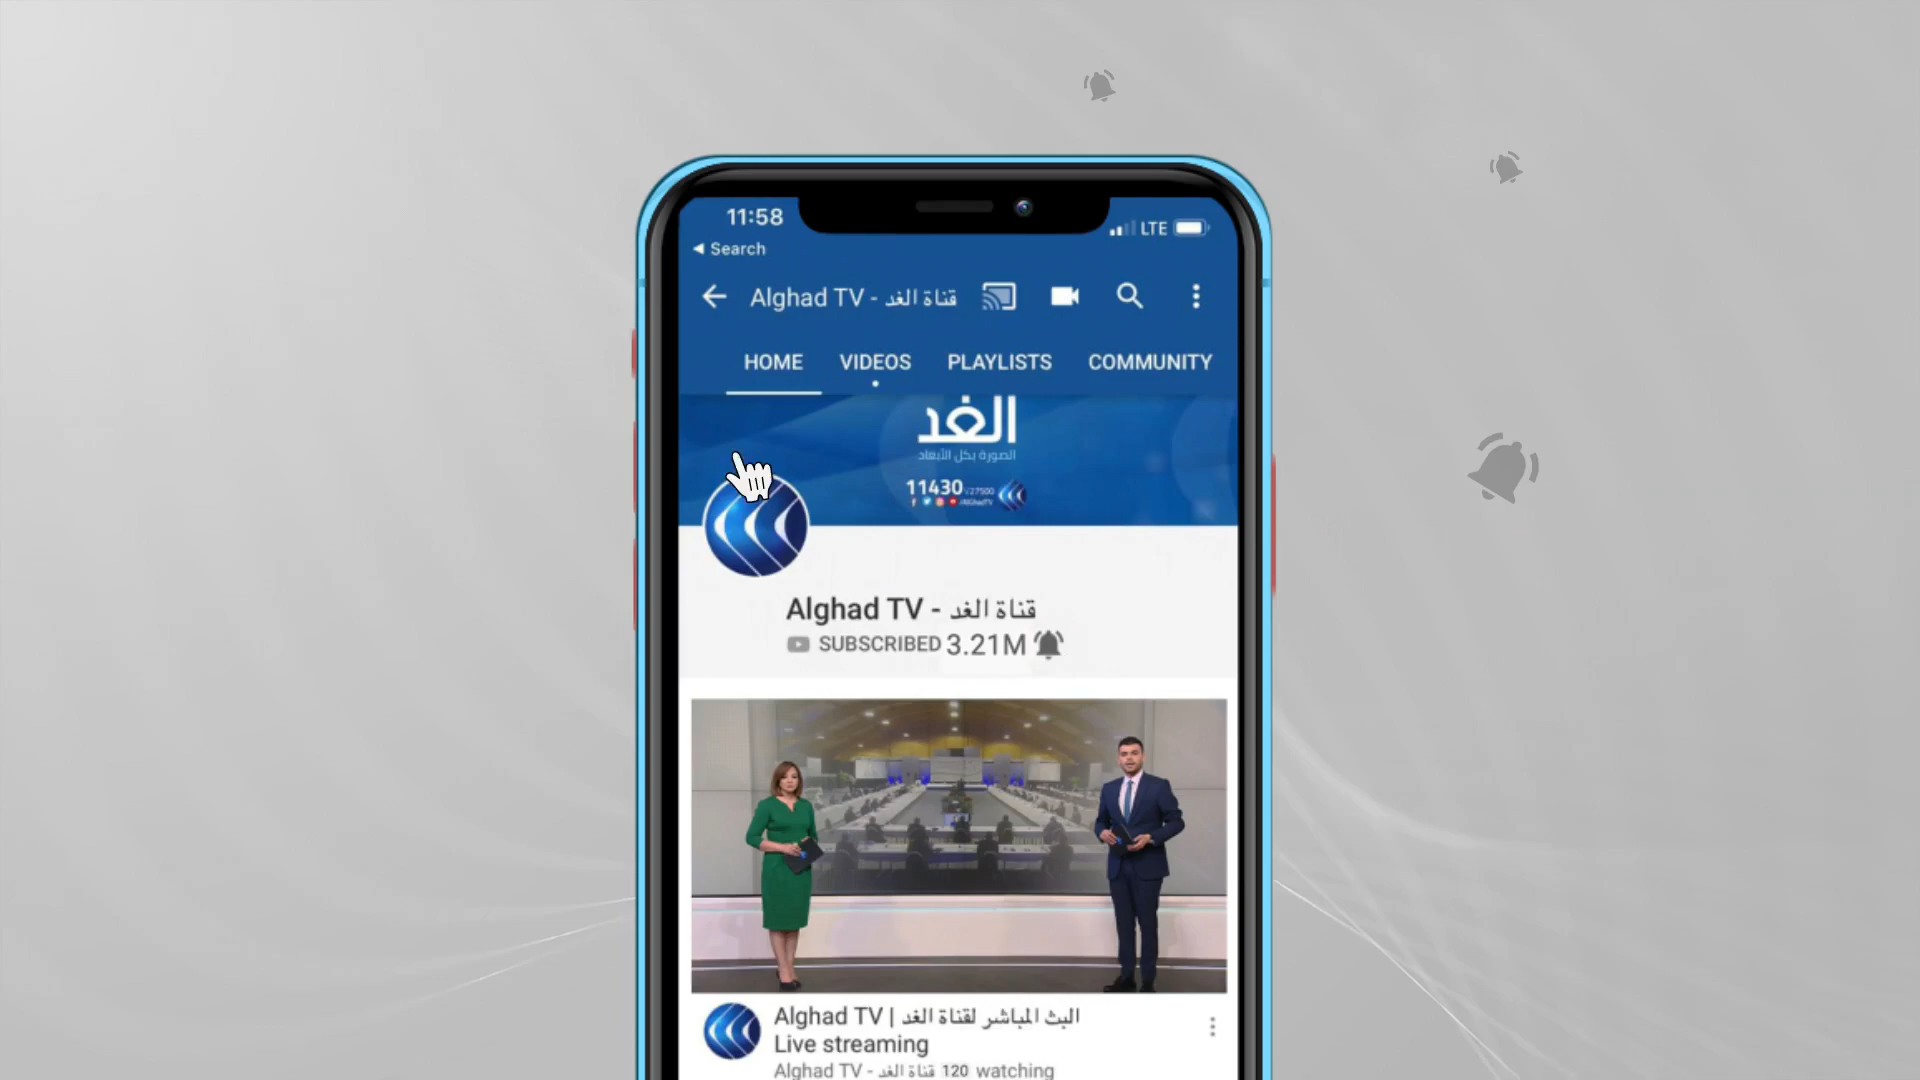 11:58
LTE
◀ Search
Alghad TV - قناة الغد
HOME VIDEOS PLAYLISTS COMMUNITY
الغد
الصورة بكل الأبعاد
11430 V 27500
/AlGhadTV
Alghad TV - قناة الغد
SUBSCRIBED 3.21M
Alghad TV | البث المباشر لقناة الغد
Live streaming
Alghad TV - قناة الغد 120 watching